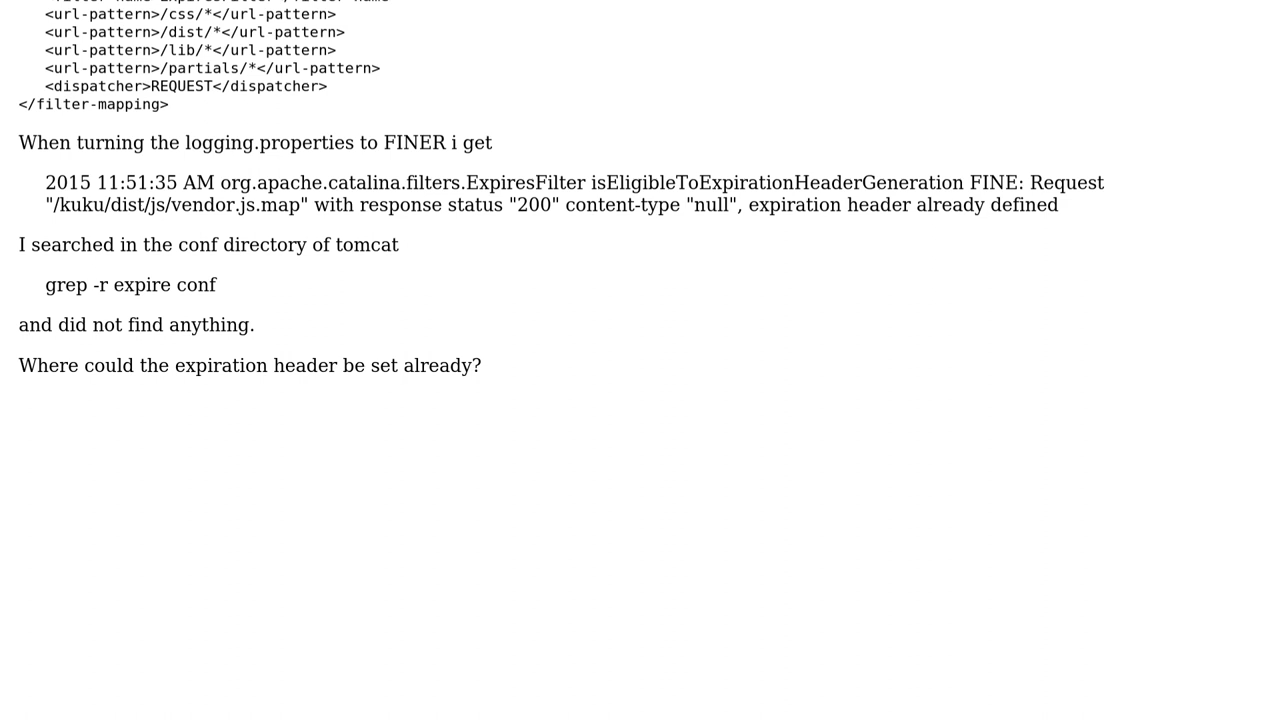 <url-pattern>/css/*</url-pattern>
<url-pattern>/dist/*</url-pattern>
<url-pattern>/lib/*</url-pattern>
<url-pattern>/partials/*</url-pattern>
<dispatcher>REQUEST</dispatcher>
</filter-mapping>
When turning the logging.properties to FINER i get
2015 11:51:35 AM org.apache.catalina.filters.ExpiresFilter isEligibleToExpirationHeaderGeneration FINE: Request
"/kuku/dist/js/vendor.js.map" with response status "200" content-type "null", expiration header already defined
I searched in the conf directory of tomcat
grep -r expire conf
and did not find anything.
Where could the expiration header be set already?